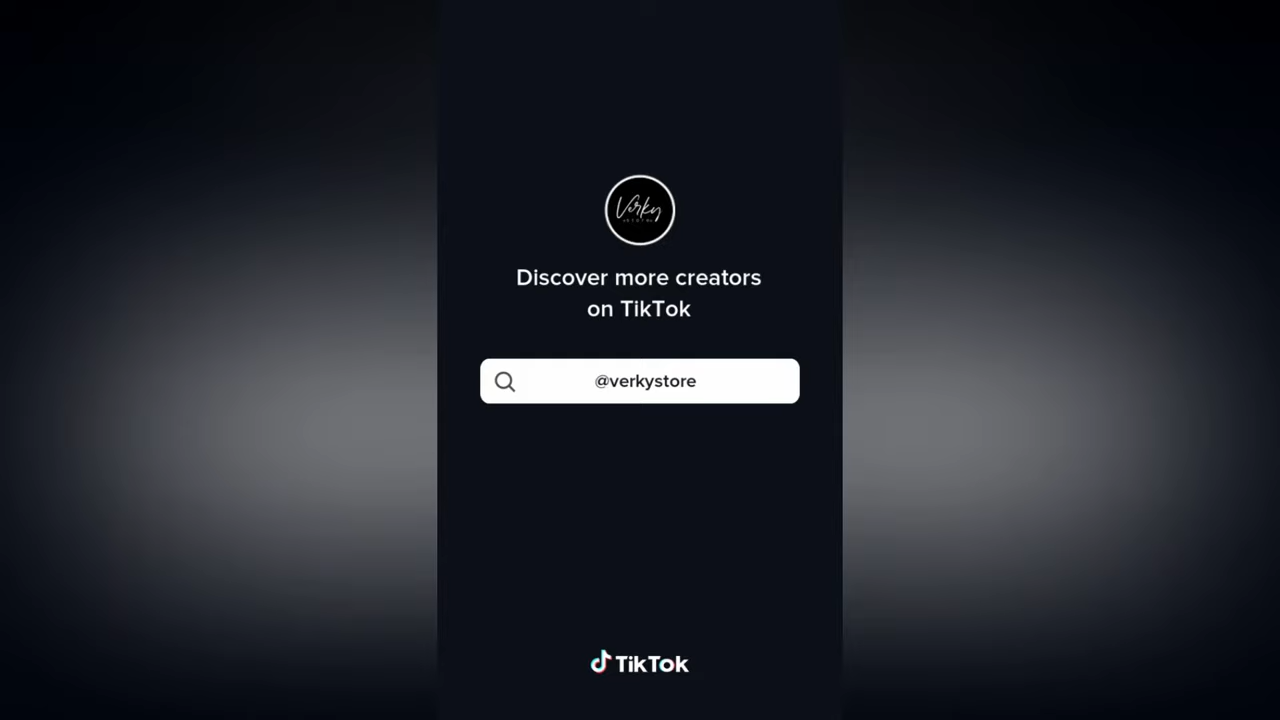 Verky
Discover more creators
on TikTok
@verkystore
TikTok